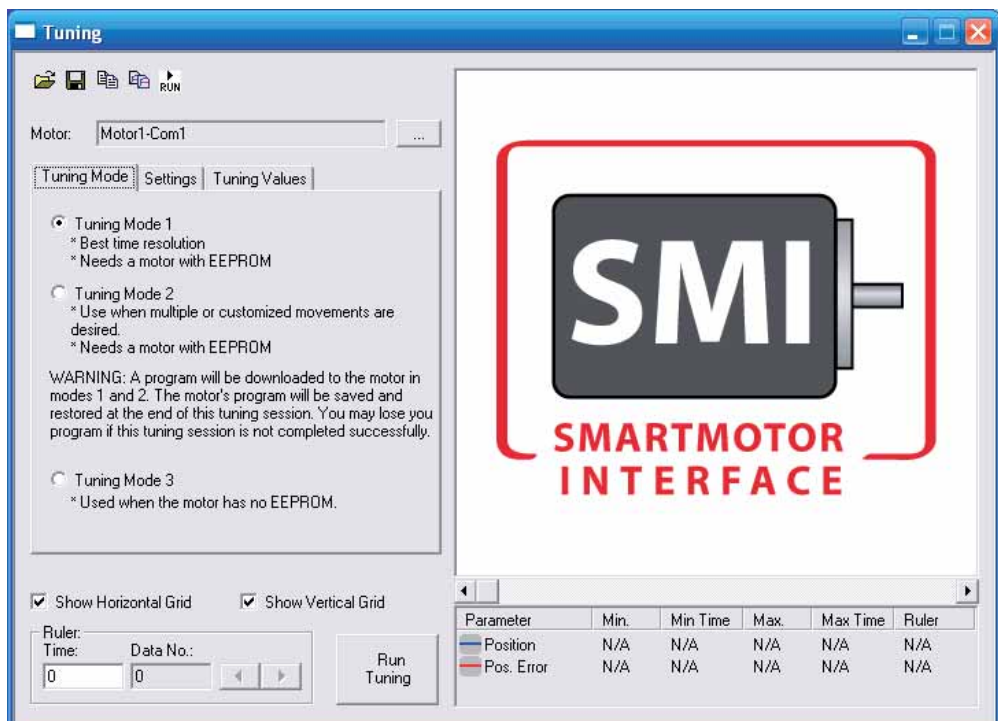 Tuning
RUN
Motor:
Motor1-Com1
...
Tuning Mode
Settings
Tuning Values
Tuning Mode 1
* Best time resolution
* Needs a motor with EEPROM
Tuning Mode 2
* Use when multiple or customized movements are
desired.
* Needs a motor with EEPROM
WARNING: A program will be downloaded to the motor in
modes 1 and 2. The motor's program will be saved and
restored at the end of this tuning session. You may lose you
program if this tuning session is not completed successfully.
Tuning Mode 3
* Used when the motor has no EEPROM.
Show Horizontal Grid
Show Vertical Grid
Ruler:
Time:
Data No.:
0
0
Run
Tuning
SMI
SMARTMOTOR
INTERFACE
Parameter Min. Min Time Max. Max Time Ruler
Position N/A N/A N/A N/A N/A
Pos. Error N/A N/A N/A N/A N/A